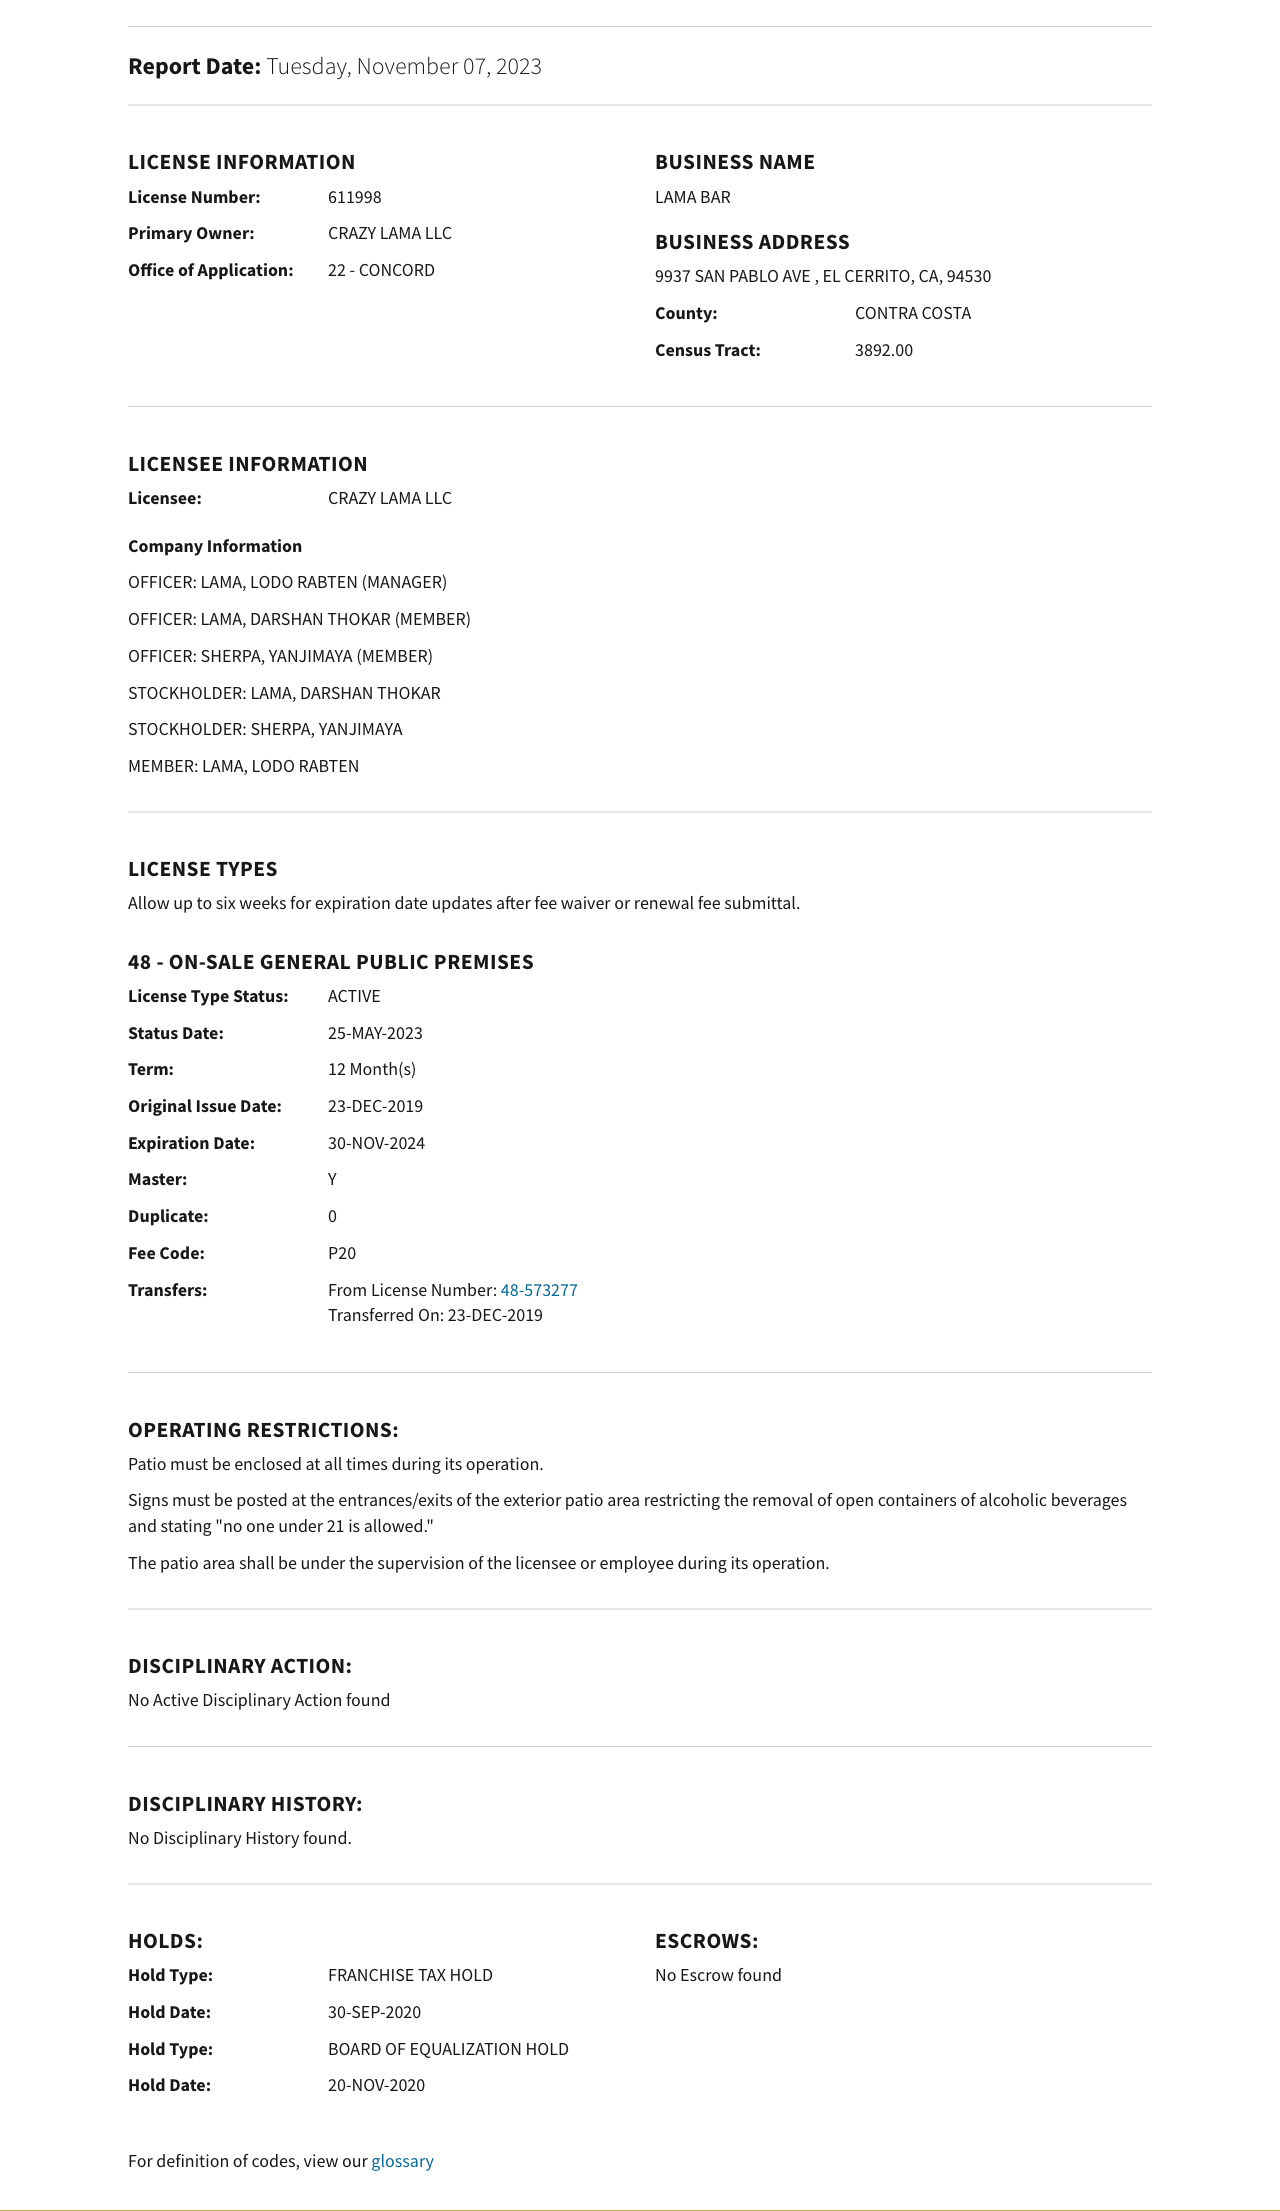 Report Date: Tuesday, November 07, 2023
LICENSE INFORMATION
License Number: 611998
Primary Owner: CRAZY LAMA LLC
Office of Application: 22 - CONCORD
BUSINESS NAME
LAMA BAR
BUSINESS ADDRESS
9937 SAN PABLO AVE , EL CERRITO, CA, 94530
County: CONTRA COSTA
Census Tract: 3892.00
LICENSEE INFORMATION
Licensee: CRAZY LAMA LLC
Company Information
OFFICER: LAMA, LODO RABTEN (MANAGER)
OFFICER: LAMA, DARSHAN THOKAR (MEMBER)
OFFICER: SHERPA, YANJIMAYA (MEMBER)
STOCKHOLDER: LAMA, DARSHAN THOKAR
STOCKHOLDER: SHERPA, YANJIMAYA
MEMBER: LAMA, LODO RABTEN
LICENSE TYPES
Allow up to six weeks for expiration date updates after fee waiver or renewal fee submittal.
48 - ON-SALE GENERAL PUBLIC PREMISES
License Type Status: ACTIVE
Status Date: 25-MAY-2023
Term: 12 Month(s)
Original Issue Date: 23-DEC-2019
Expiration Date: 30-NOV-2024
Master: Y
Duplicate: 0
Fee Code: P20
Transfers: From License Number: 48-573277
Transferred On: 23-DEC-2019
OPERATING RESTRICTIONS:
Patio must be enclosed at all times during its operation.
Signs must be posted at the entrances/exits of the exterior patio area restricting the removal of open containers of alcoholic beverages
and stating "no one under 21 is allowed."
The patio area shall be under the supervision of the licensee or employee during its operation.
DISCIPLINARY ACTION:
No Active Disciplinary Action found
DISCIPLINARY HISTORY:
No Disciplinary History found.
HOLDS:
Hold Type: FRANCHISE TAX HOLD
Hold Date: 30-SEP-2020
Hold Type: BOARD OF EQUALIZATION HOLD
Hold Date: 20-NOV-2020
ESCROWS:
No Escrow found
For definition of codes, view our glossary